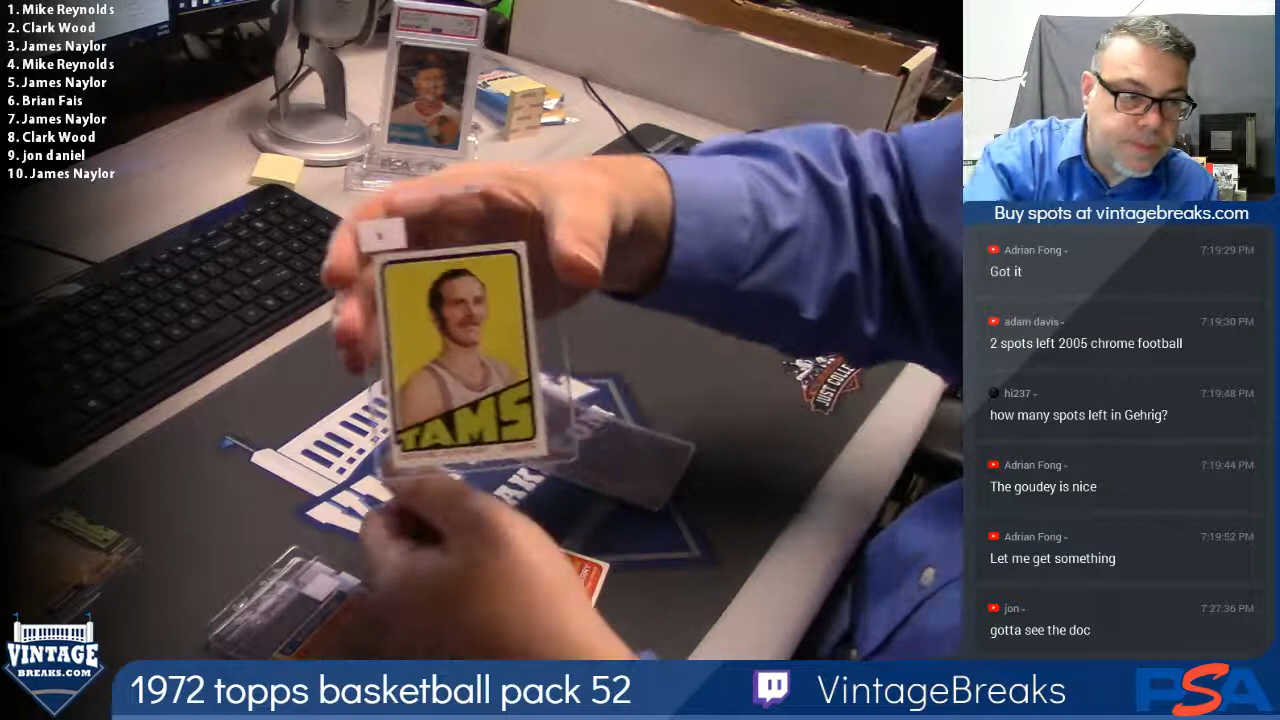 1. Mike Reynolds
2. Clark Wood
3. James Naylor
4. Mike Reynolds
5. James Naylor
6. Brian Fais
7. James Naylor
8. Clark Wood
9. jon daniel
10. James Naylor
TAMS
JUST COLLE
VINTAGE
BREAKS.COM
1972 topps basketball pack 52
VintageBreaks
PSA
Buy spots at vintagebreaks.com
Adrian Fong
7:19:29 PM
Got it
adam davis
7:19:30 PM
2 spots left 2005 chrome football
hi237
7:19:48 PM
how many spots left in Gehrig?
Adrian Fong
7:19:44 PM
The goudey is nice
Adrian Fong
7:19:52 PM
Let me get something
jon
7:27:36 PM
gotta see the doc